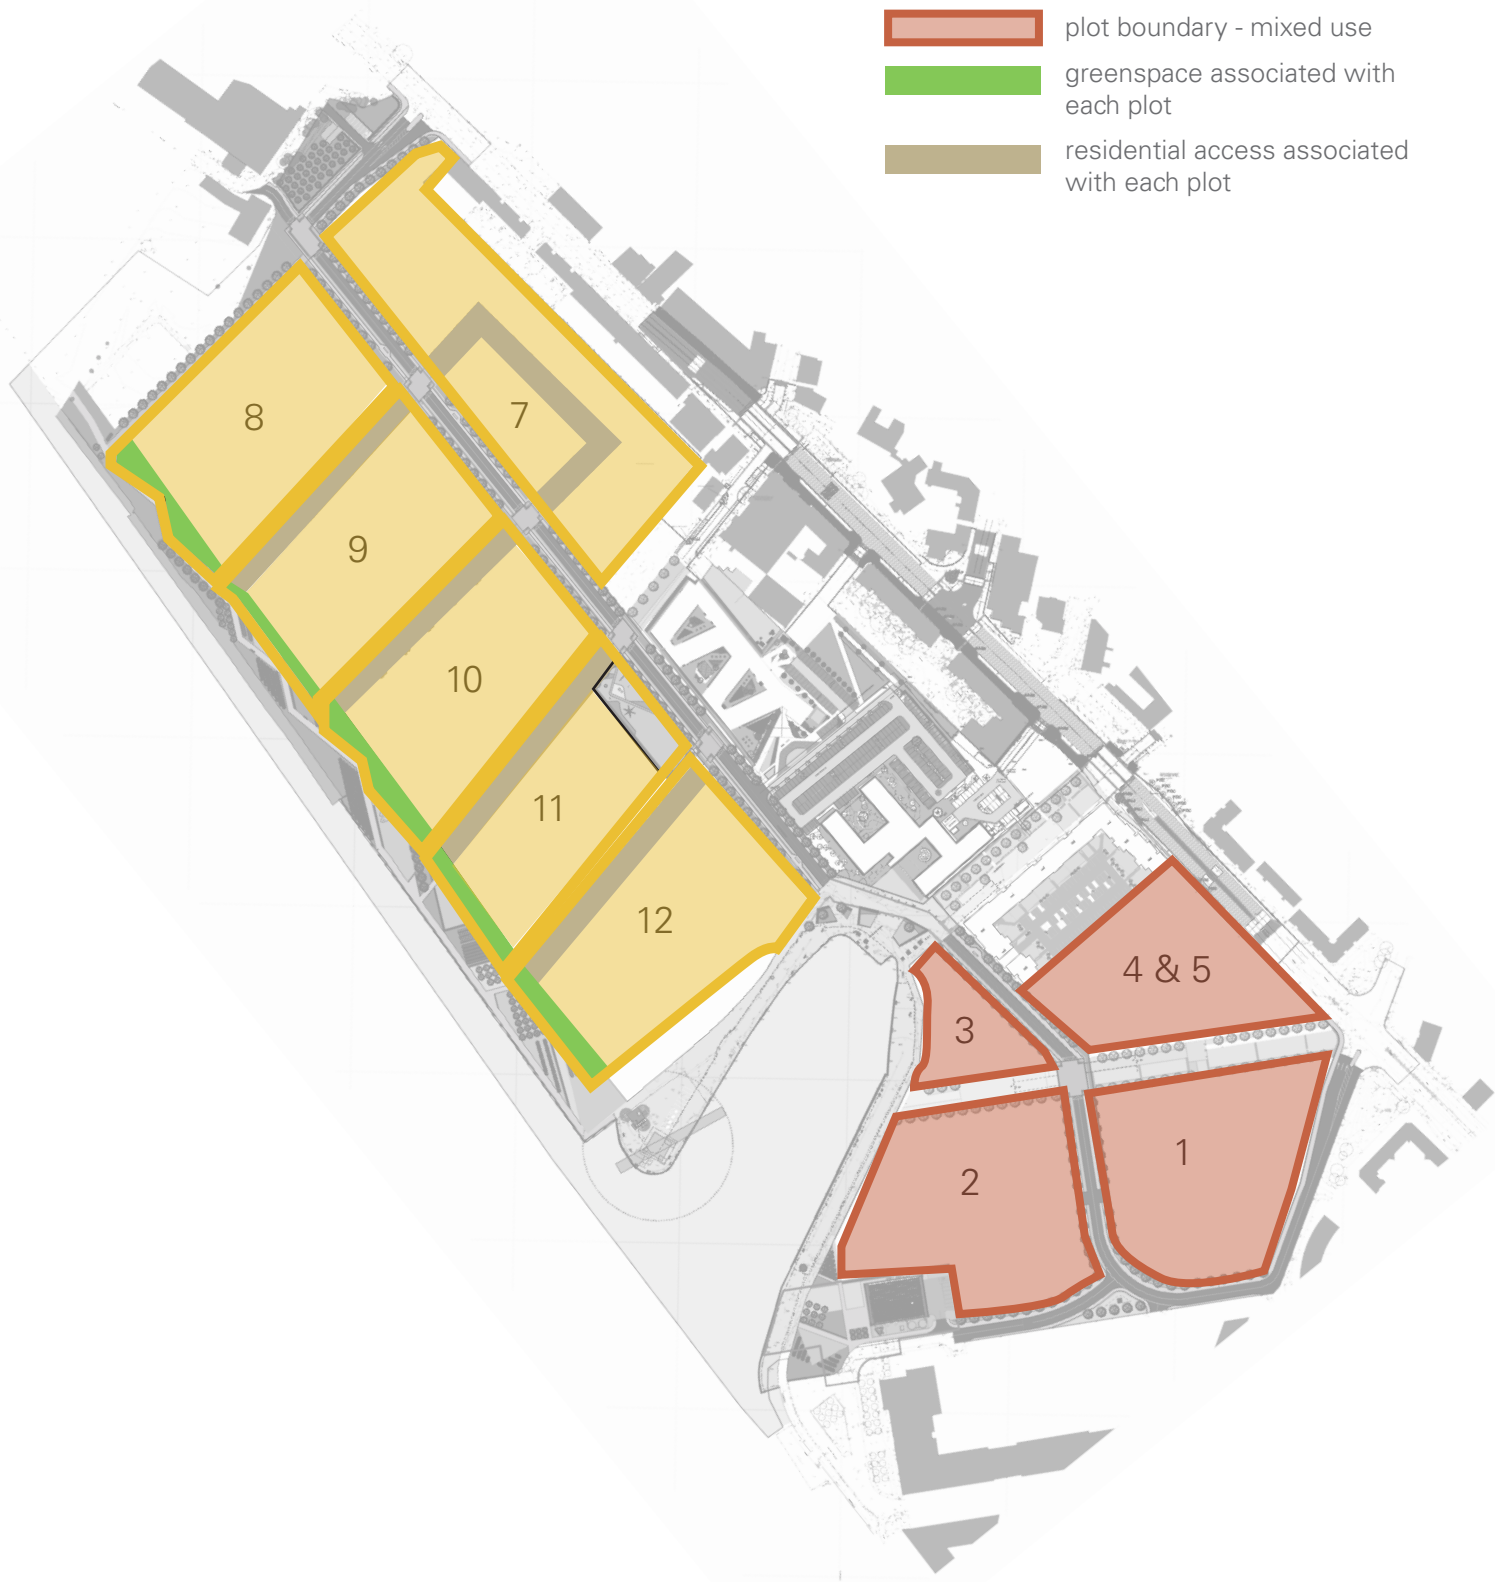 plot boundary - mixed use
greenspace associated with
each plot
residential access associated
with each plot
7
8
9
10
11
12
4 & 5
3
1
2